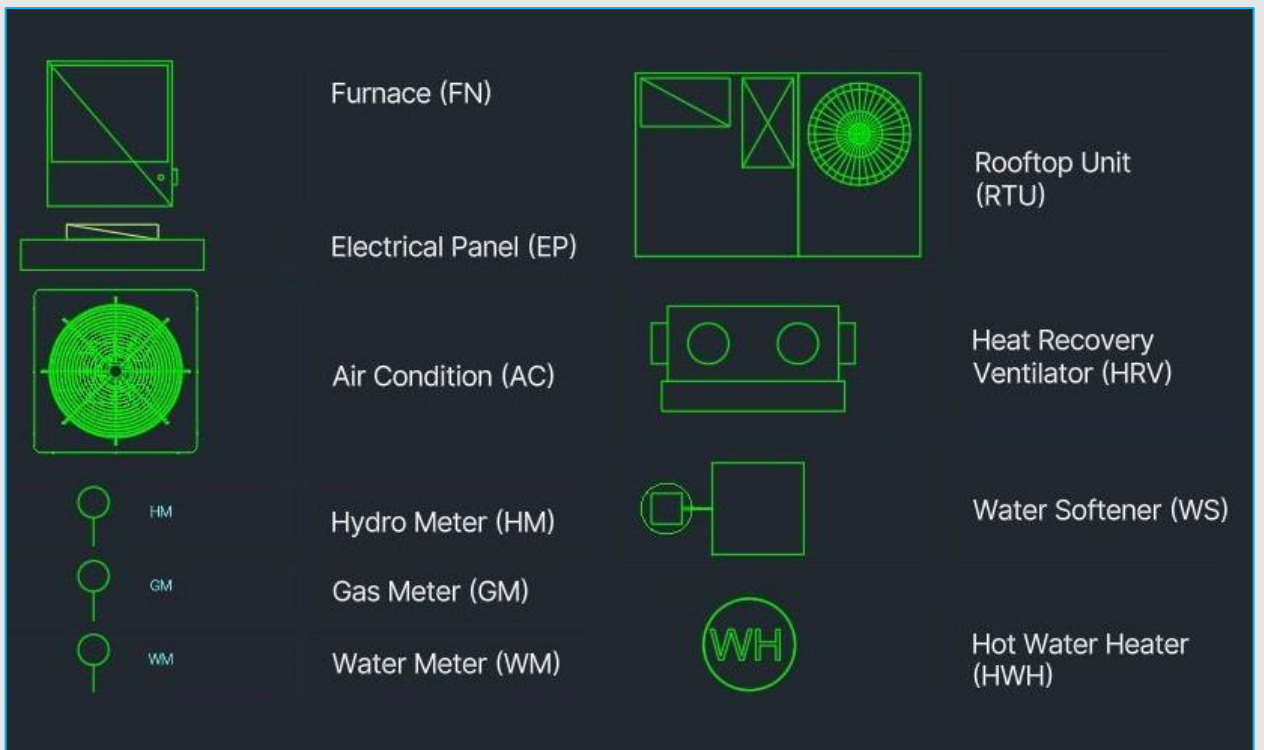 Furnace (FN)
Electrical Panel (EP)
Air Condition (AC)
HM
Hydro Meter (HM)
GM
Gas Meter (GM)
WM
Water Meter (WM)
Rooftop Unit
(RTU)
Heat Recovery
Ventilator (HRV)
Water Softener (WS)
WH
Hot Water Heater
(HWH)